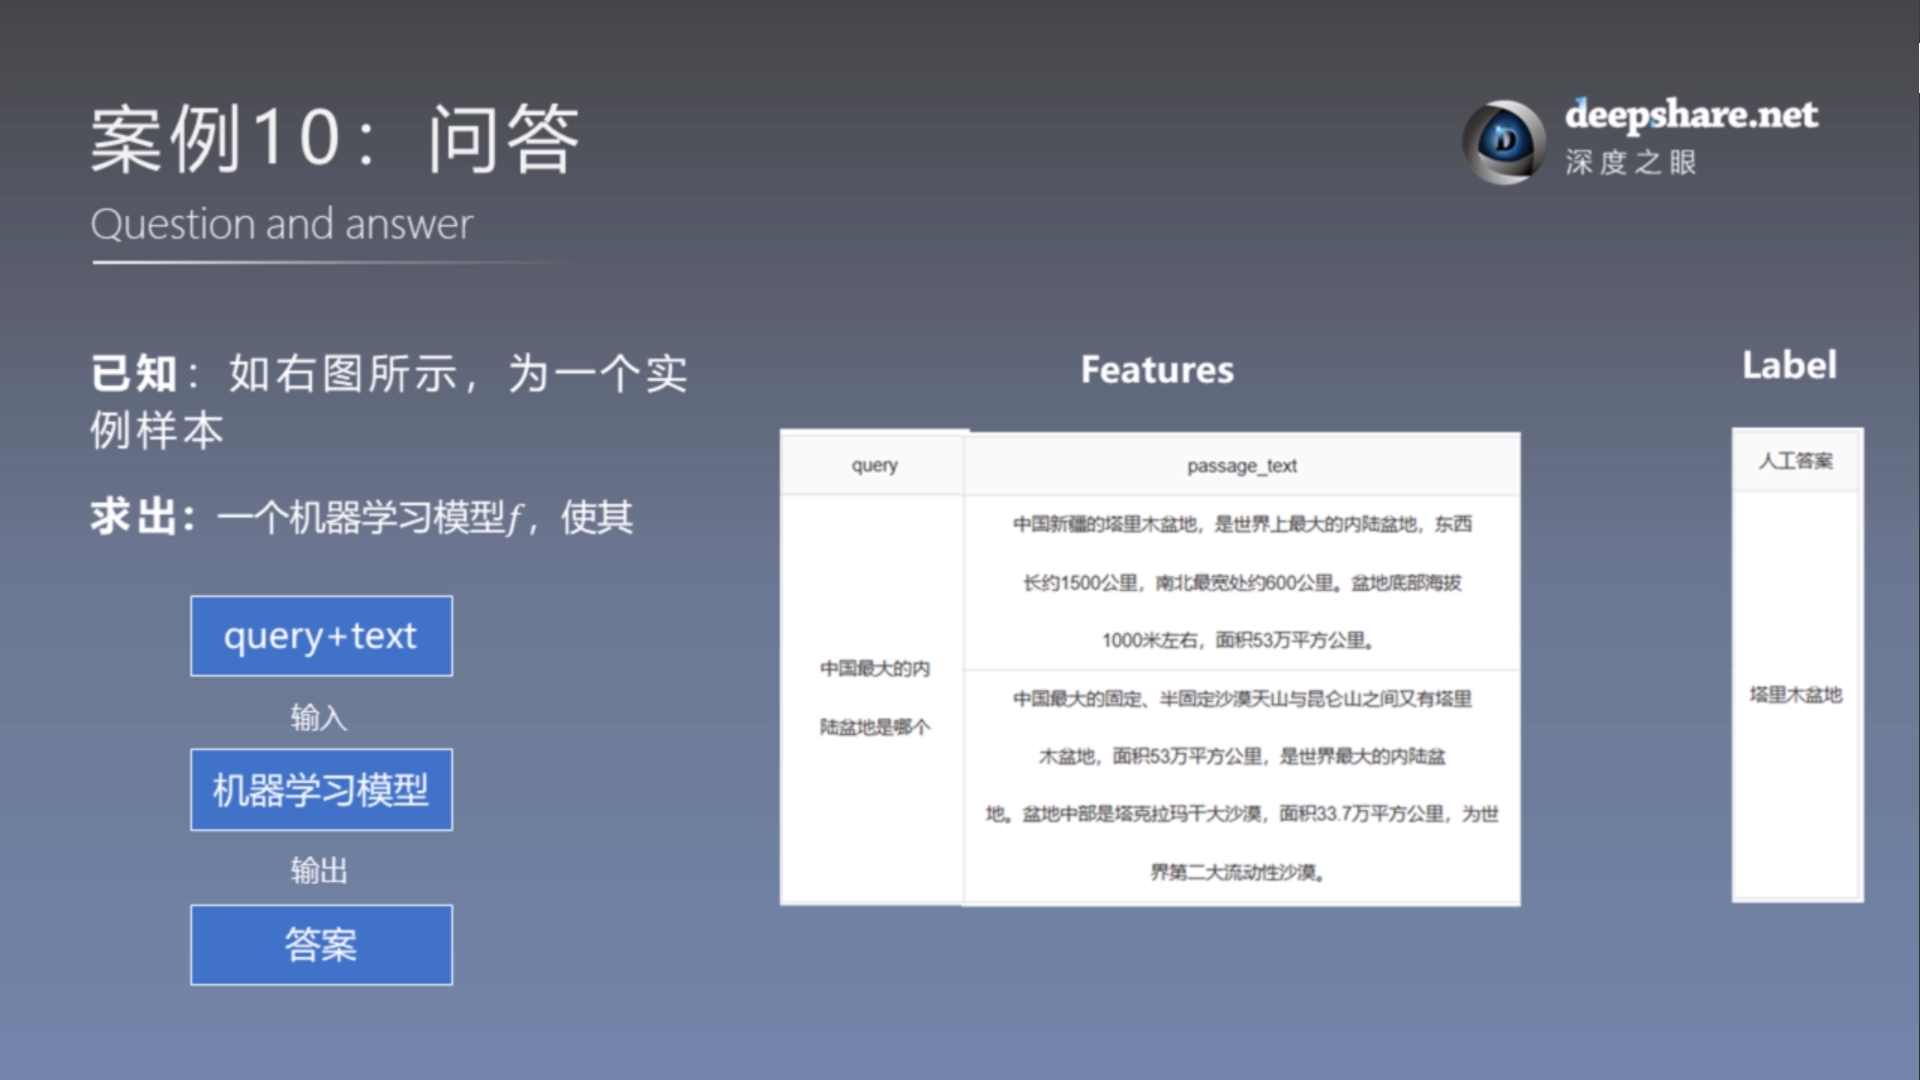 案例10：问答
Question and answer
deepshare.net
深度之眼
已知：如右图所示，为一个实
例样本
求出：一个机器学习模型f，使其
query+text
输入
机器学习模型
输出
答案
Features
query
passage_text
中国最大的内
陆盆地是哪个
中国新疆的塔里木盆地，是世界上最大的内陆盆地，东西
长约1500公里，南北最宽处约600公里。盆地底部海拔
1000米左右，面积53万平方公里。
中国最大的固定、半固定沙漠天山与昆仑山之间又有塔里
木盆地，面积53万平方公里，是世界最大的内陆盆
地。盆地中部是塔克拉玛干大沙漠，面积33.7万平方公里，为世
界第二大流动性沙漠。
Label
人工答案
塔里木盆地